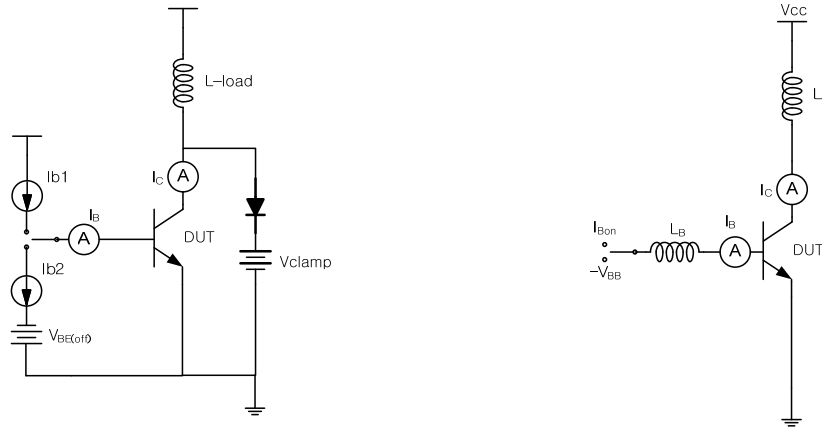 L-load
Ib1
IC
A
IB
A
DUT
Ib2
Vclamp
VBE(off)
Vcc
L
IC
A
IBon
LB
IB
A
DUT
-VBB